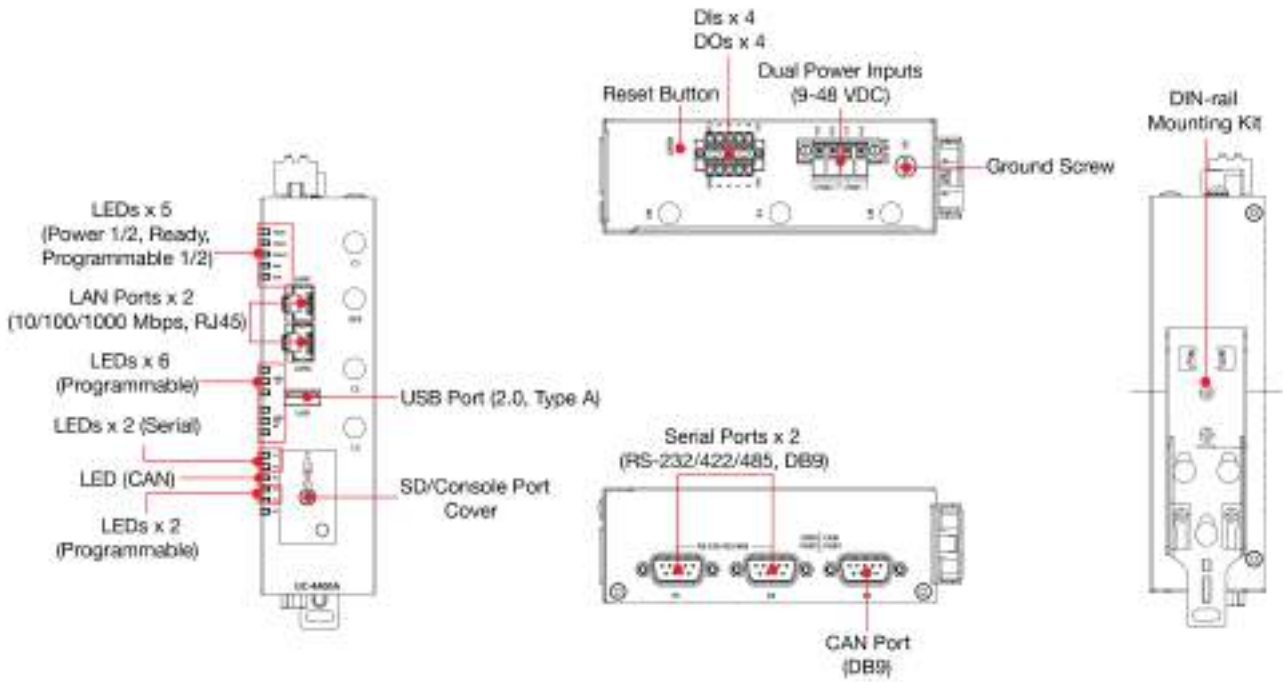 DIs x 4
DOs x 4
Dual Power Inputs
(9-48 VDC)
Reset Button
Ground Screw
DIN-rail
Mounting Kit
LEDs x 5
(Power 1/2, Ready,
Programmable 1/2)
LAN Ports x 2
(10/100/1000 Mbps, RJ45)
LEDs x 6
(Programmable)
LEDs x 2 (Serial)
LED (CAN)
LEDs x 2
(Programmable)
USB Port (2.0, Type A)
SD/Console Port
Cover
Serial Ports x 2
(RS-232/422/485, DB9)
CAN Port
(DB9)